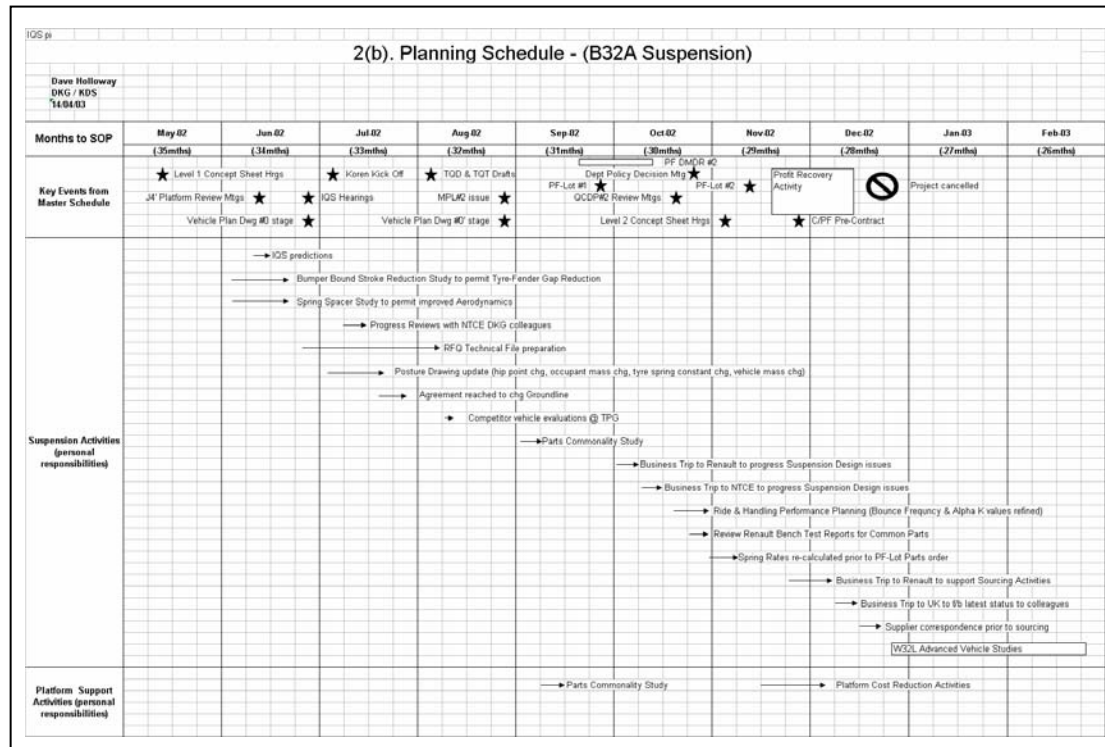 IQS pi
2(b). Planning Schedule - (B32A Suspension)
Dave Holloway
DKG / KDS
14/04/03
Months to SOP
May-02 Jun-02 Jul-02 Aug-02 Sep-02 Oct-02 Nov-02 Dec-02 Jan-03 Feb-03
(-35mths) (-34mths) (-33mths) (-32mths) (-31mths) (-30mths) (-29mths) (-28mths) (-27mths) (-26mths)
Key Events from
Master Schedule
PF DMDR #2
Level 1 Concept Sheet Hrgs Koren Kick Off TQD & TQT Drafts Dept Policy Decision Mtg Profit Recovery
Activity
PF-Lot #1 PF-Lot #2 Project cancelled
J4' Platform Review Mtgs IQS Hearings MPL#2 issue QCDP#2 Review Mtgs
Vehicle Plan Dwg #0 stage Vehicle Plan Dwg #0' stage Level 2 Concept Sheet Hrgs C/PF Pre-Contract
Suspension Activities
(personal
responsibilities)
IQS predictions
Bumper Bound Stroke Reduction Study to permit Tyre-Fender Gap Reduction
Spring Spacer Study to permit improved Aerodynamics
Progress Reviews with NTCE DKG colleagues
RFQ Technical File preparation
Posture Drawing update (hip point chg, occupant mass chg, tyre spring constant chg, vehicle mass chg)
Agreement reached to chg Groundline
Competitor vehicle evaluations @ TPG
Parts Commonality Study
Business Trip to Renault to progress Suspension Design issues
Business Trip to NTCE to progress Suspension Design issues
Ride & Handling Performance Planning (Bounce Frequncy & Alpha K values refined)
Review Renault Bench Test Reports for Common Parts
Spring Rates re-calculated prior to PF-Lot Parts order
Business Trip to Renault to support Sourcing Activities
Business Trip to UK to f/b latest status to colleagues
Supplier correspondence prior to sourcing
W32L Advanced Vehicle Studies
Platform Support
Activities (personal
responsibilities)
Parts Commonality Study Platform Cost Reduction Activities